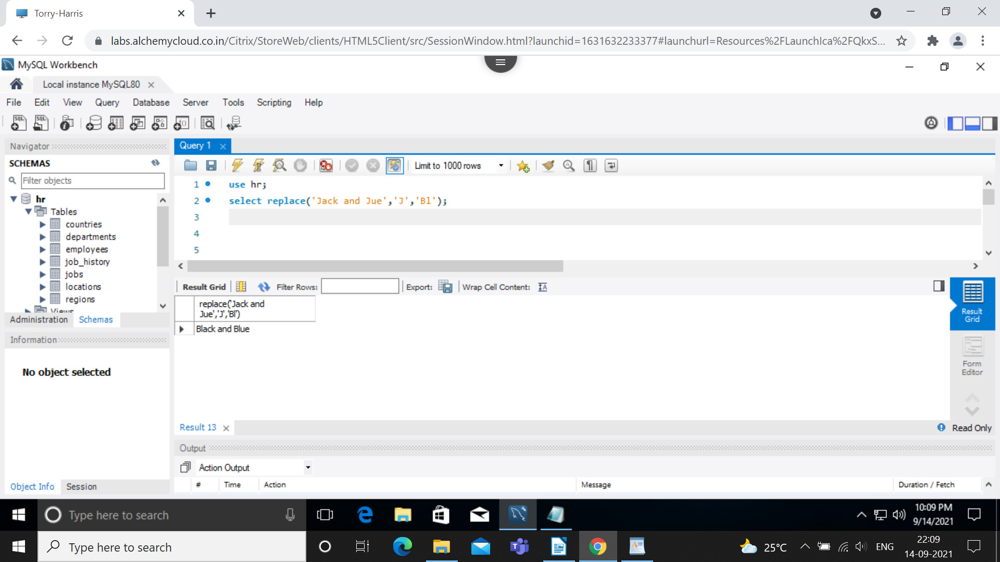 Torry-Harris
labs.alchemycloud.co.in/Citrix/StoreWeb/clients/HTML5Client/src/SessionWindow.html?launchid=1631632233377#launchurl=Resources%2FLaunchIca%2FQkxS...
MySQL Workbench
Local instance MySQL80
File Edit View Query Database Server Tools Scripting Help
Navigator
SCHEMAS
Filter objects
hr
Tables
countries
departments
employees
job_history
jobs
locations
regions
Views
Administration Schemas
Information
No object selected
Object Info Session
Query 1
Limit to 1000 rows
1 use hr;
2 select replace('Jack and Jue','J','Bl');
3
4
5
Result Grid Filter Rows: Export: Wrap Cell Content:
replace('Jack and
Jue','J','Bl')
Black and Blue
Result
Grid
Form
Editor
Result 13
Read Only
Output
Action Output
# Time Action Message Duration / Fetch
Type here to search
10:09 PM
9/14/2021
Type here to search
25°C
ENG
22:09
14-09-2021